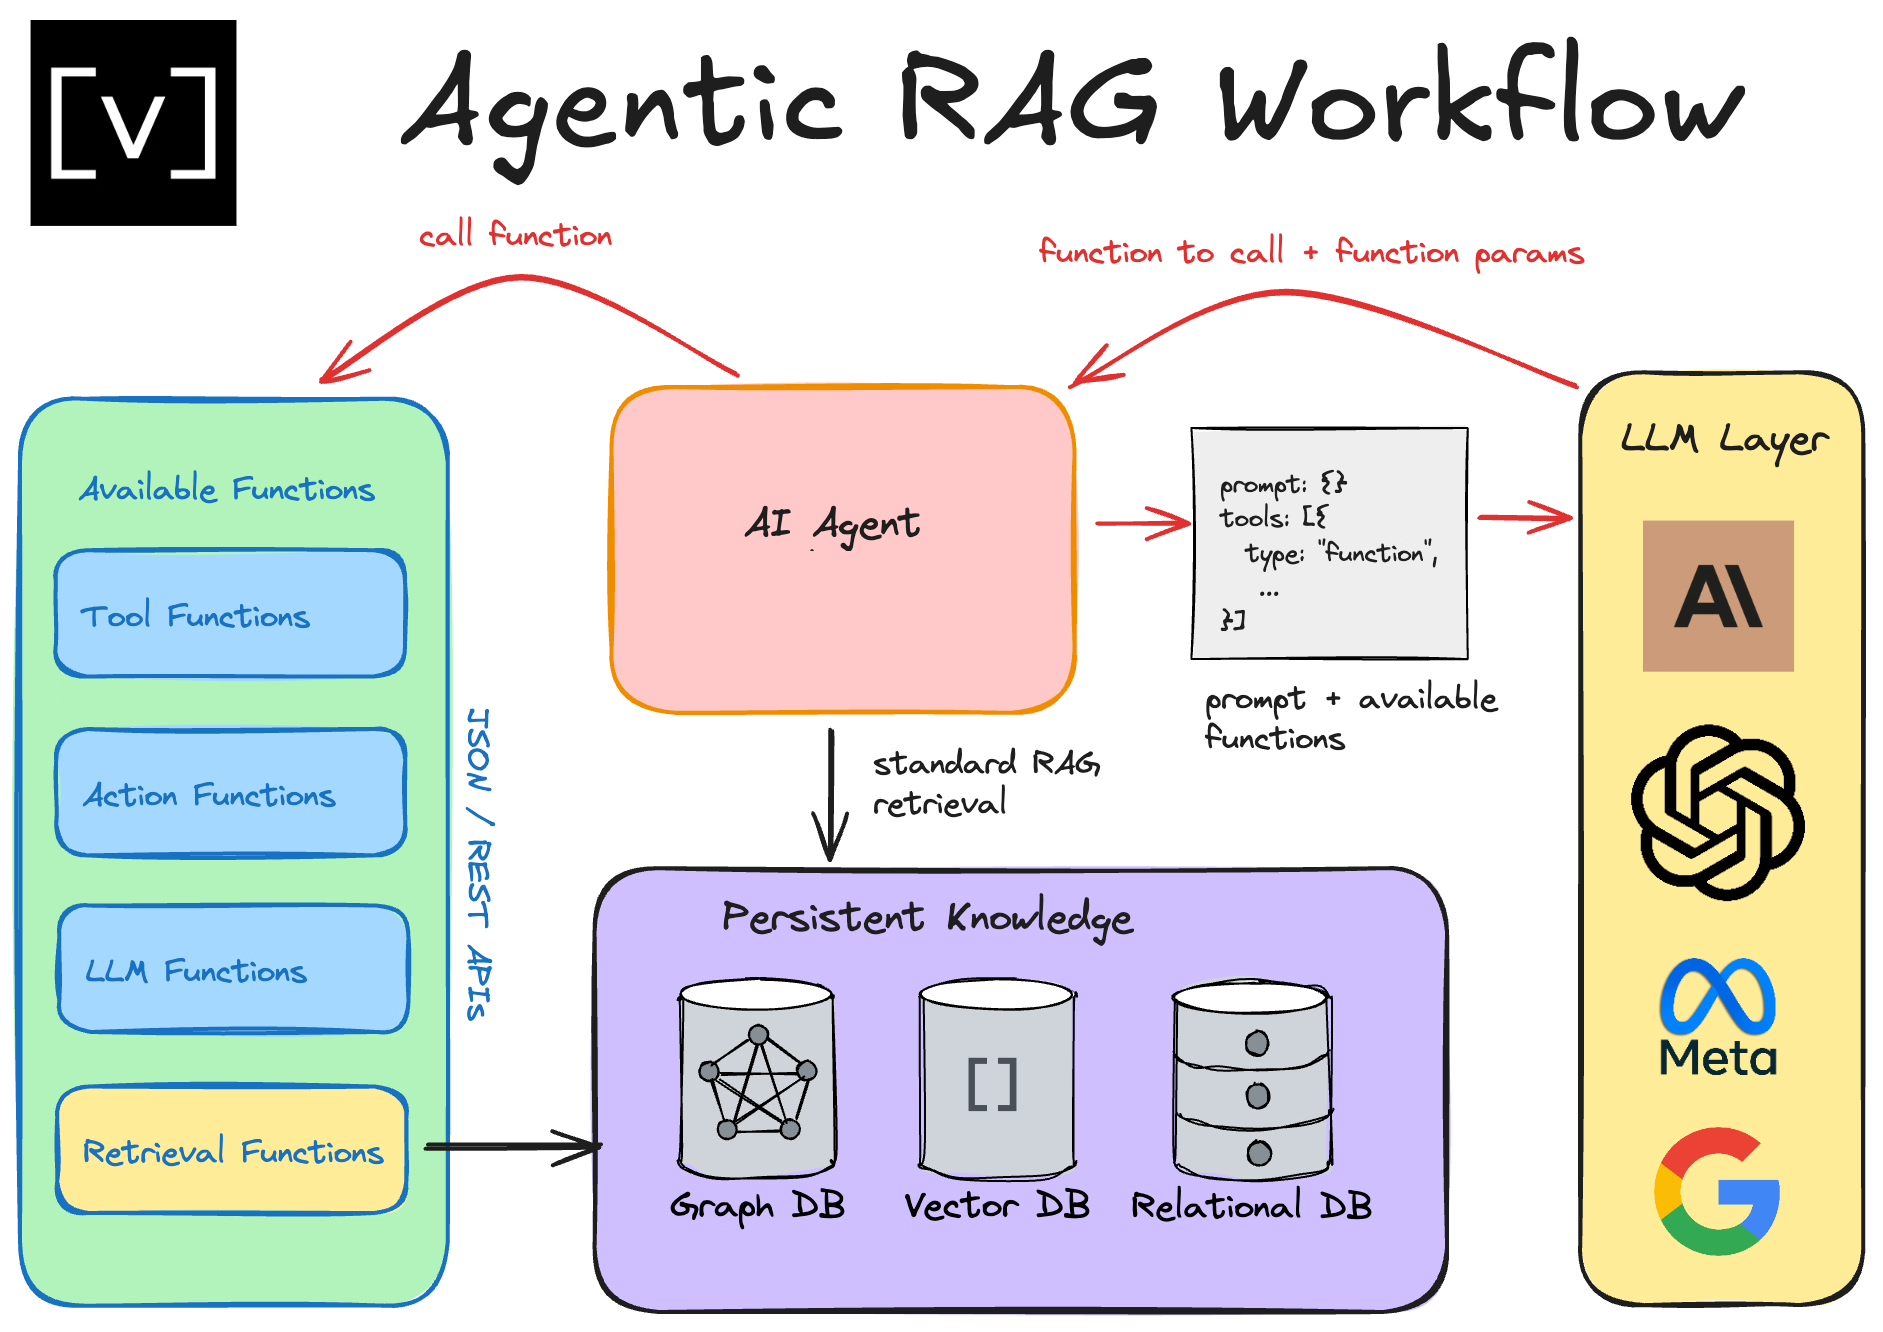 [V]
Agentic RAG Workflow
call function
function to call + function params
Available Functions
Tool Functions
Action Functions
LLM Functions
Retrieval Functions
JSON / REST APIs
AI Agent
prompt: {}
tools: [{
type: "function",
...
}]
prompt + available
functions
standard RAG
retrieval
Persistent Knowledge
[]
Graph DB
Vector DB
Relational DB
LLM Layer
A\
Meta
G